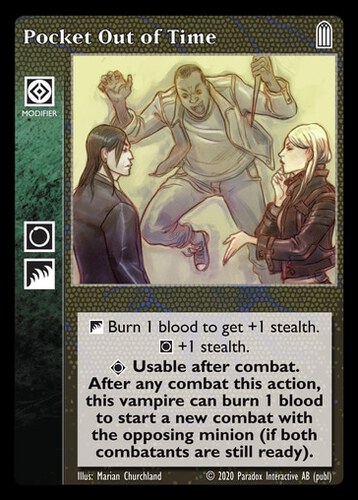 Pocket Out of Time
MODIFIER
Burn 1 blood to get +1 stealth.
+1 stealth.
Usable after combat.
After any combat this action,
this vampire can burn 1 blood
to start a new combat with
the opposing minion (if both
combatants are still ready).
Illus: Marian Churchland © 2020 Paradox Interactive AB (publ)